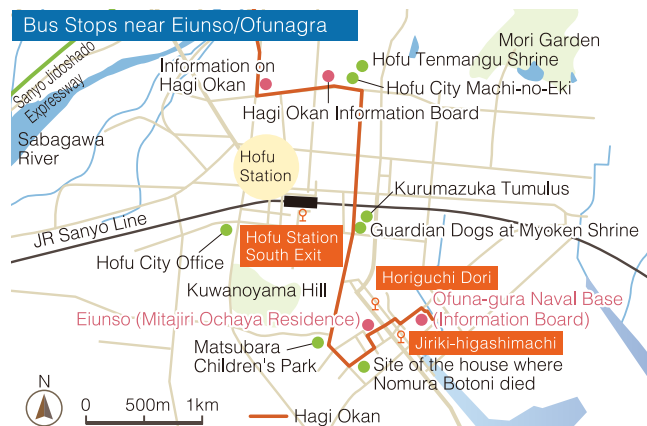 Bus Stops near Eiunso/Ofunagra
Mori Garden
Hofu Tenmangu Shrine
Information on
Hagi Okan
Hofu City Machi-no-Eki
Sanyo Jidoshado
Expressway
Hagi Okan Information Board
Sabagawa
River
Hofu
Station
Kurumazuka Tumulus
JR Sanyo Line
Guardian Dogs at Myoken Shrine
Hofu Station
South Exit
Hofu City Office
Horiguchi Dori
Kuwanoyama Hill
Ofuna-gura Naval Base
(Information Board)
Eiunso (Mitajiri Ochaya Residence)
Jiriki-higashimachi
Matsubara
Children's Park
Site of the house where
Nomura Botoni died
N
0 500m 1km
Hagi Okan